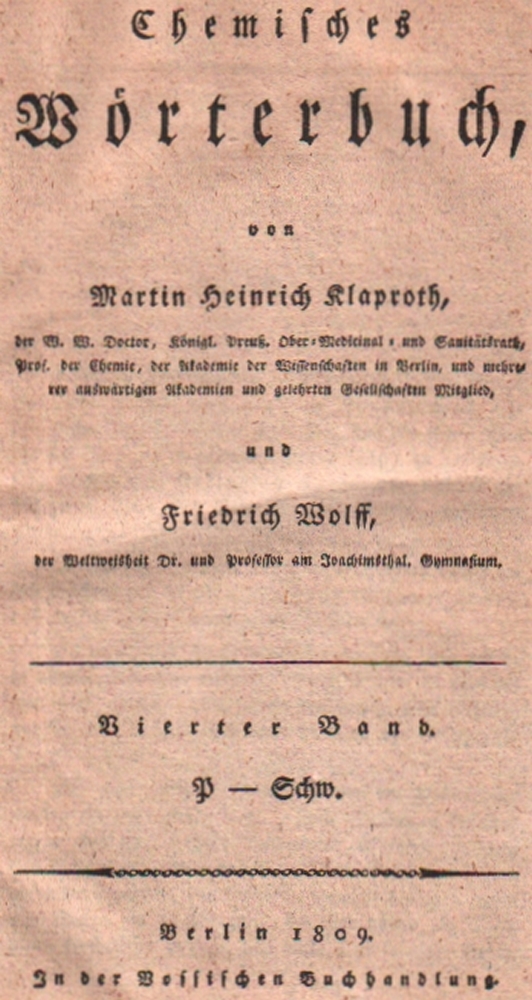 Chemisches
Wörterbuch,
von
Martin Heinrich Klaproth,
der W. W. Doctor, Königl. Preuß. Ober-Medicinal- und Sanitätsrath,
Prof. der Chemie, der Akademie der Wissenschaften in Berlin, und mehre-
rer auswärtigen Akademien und gelehrten Gesellschaften Mitglied,
und
Friedrich Wolff,
der Weltweisheit Dr. und Professor am Joachimsthal. Gymnasium.
Vierter Band.
P — Schw.
Berlin 1809.
In der Vossischen Buchhandlung.